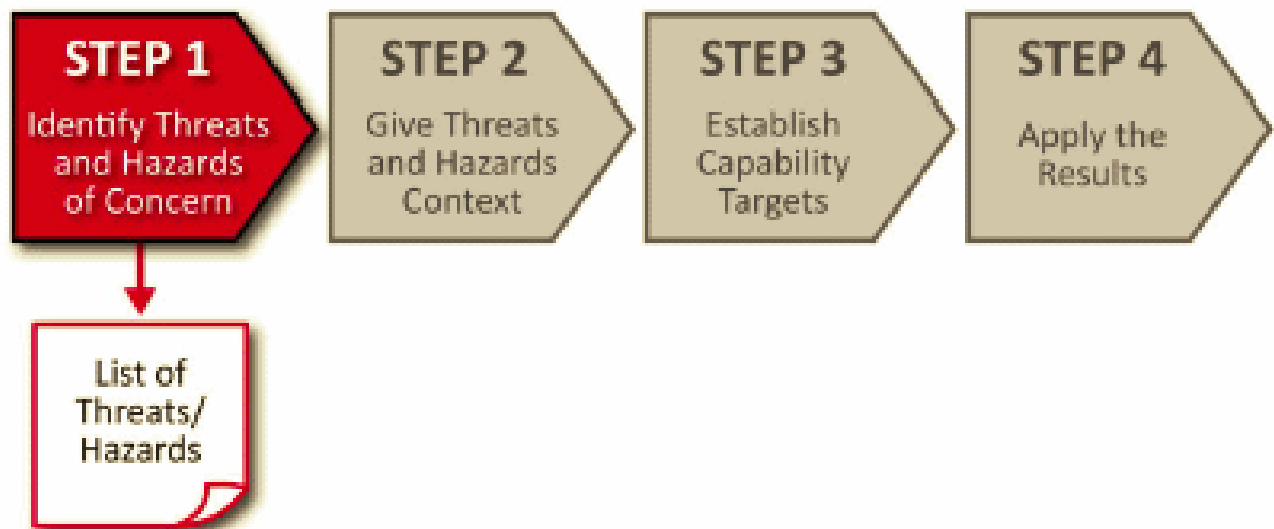 STEP 1
Identify Threats
and Hazards
of Concern
STEP 2
Give Threats
and Hazards
Context
STEP 3
Establish
Capability
Targets
STEP 4
Apply the
Results
List of
Threats/
Hazards